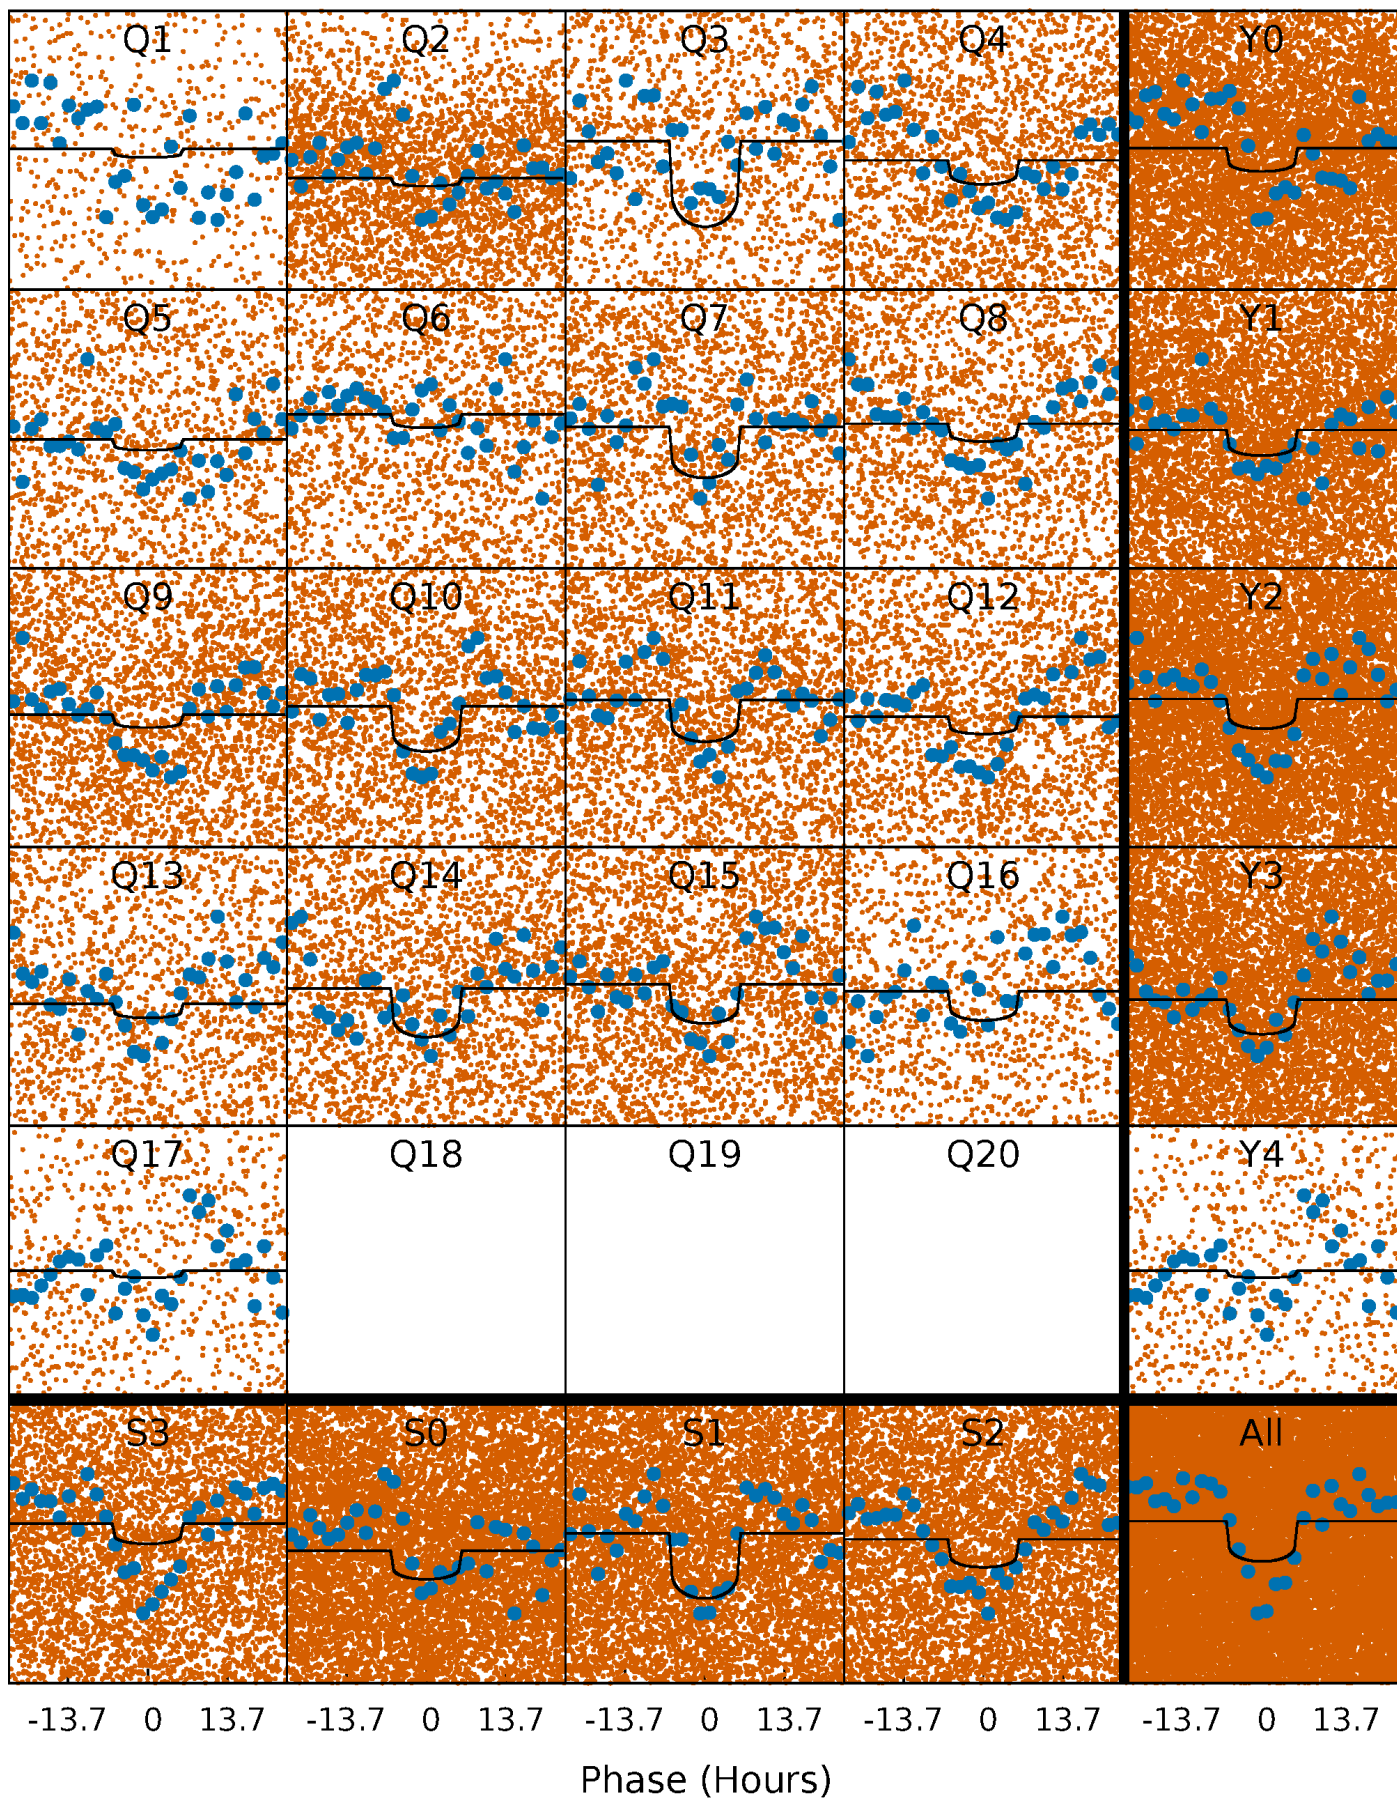 Q1 Q2 Q3 Q4 Y0
Q5 Q6 Q7 Q8 Y1
Q9 Q10 Q11 Q12 Y2
Q13 Q14 Q15 Q16 Y3
Q17 Q18 Q19 Q20 Y4
S3 S0 S1 S2 All
-13.7 0 13.7 -13.7 0 13.7 -13.7 0 13.7 -13.7 0 13.7 -13.7 0 13.7
Phase (Hours)